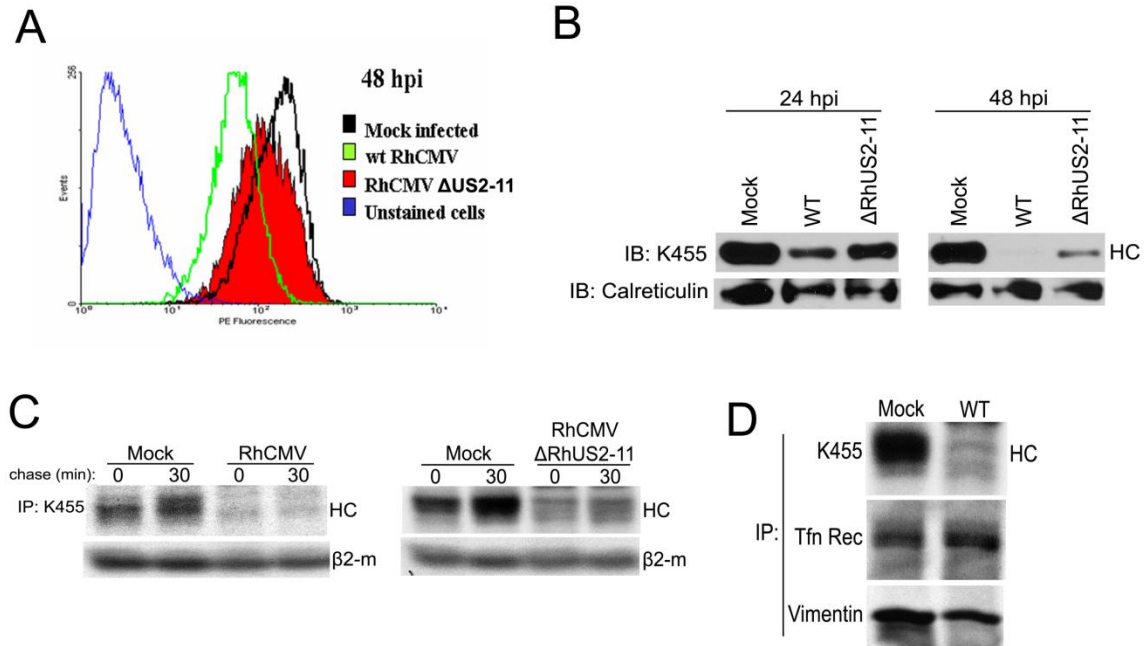 A
48 hpi
Mock infected
wt RhCMV
RhCMV ΔUS2-11
Unstained cells
Events
256
0
10⁰ 10¹ 10² 10³ 10⁴
PE Fluorescence
B
24 hpi 48 hpi
Mock WT ΔRhUS2-11 Mock WT ΔRhUS2-11
IB: K455 HC
IB: Calreticulin
C
Mock RhCMV
chase (min): 0 30 0 30
IP: K455 HC
β2-m
Mock RhCMV
ΔRhUS2-11
0 30 0 30
HC
β2-m
D
Mock WT
K455 HC
IP: Tfn Rec
Vimentin